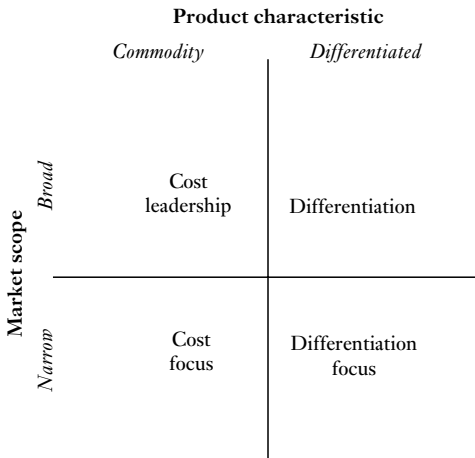 Product characteristic
Commodity
Differentiated
Market scope
Broad
Cost
leadership
Differentiation
Narrow
Cost
focus
Differentiation
focus